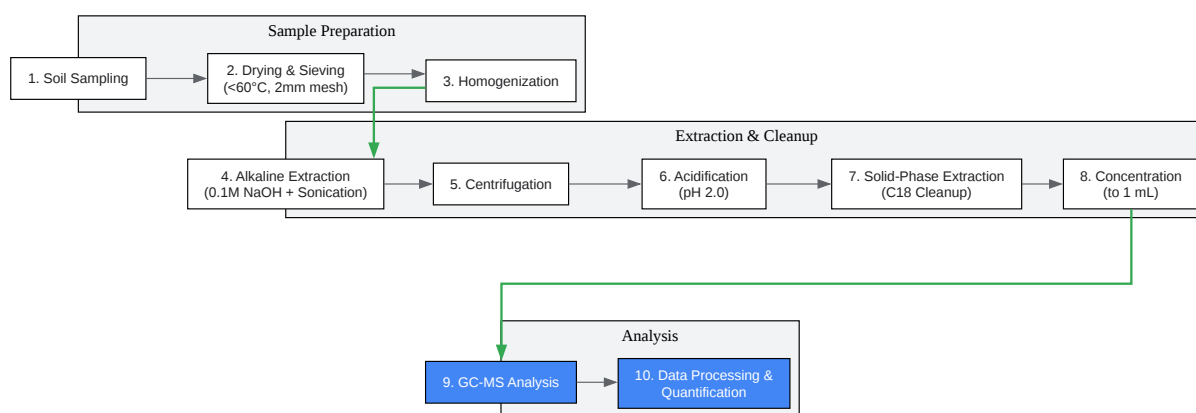 Sample Preparation
1. Soil Sampling
2. Drying & Sieving
(<60°C, 2mm mesh)
3. Homogenization
Extraction & Cleanup
4. Alkaline Extraction
(0.1M NaOH + Sonication)
5. Centrifugation
6. Acidification
(pH 2.0)
7. Solid-Phase Extraction
(C18 Cleanup)
8. Concentration
(to 1 mL)
Analysis
9. GC-MS Analysis
10. Data Processing &
Quantification